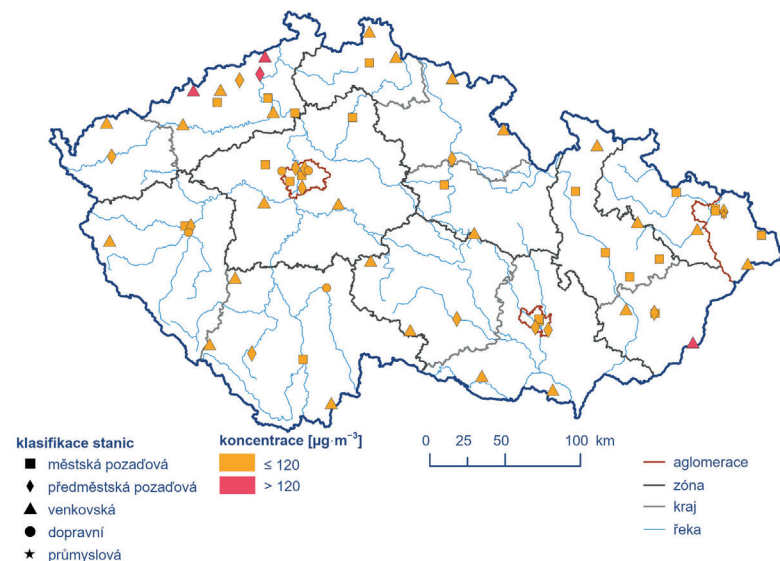 klasifikace stanic
městská pozaďová
předměstská pozaďová
venkovská
dopravní
průmyslová
koncentrace [µg·m⁻³]
≤ 120
> 120
0 25 50 100 km
aglomerace
zóna
kraj
řeka